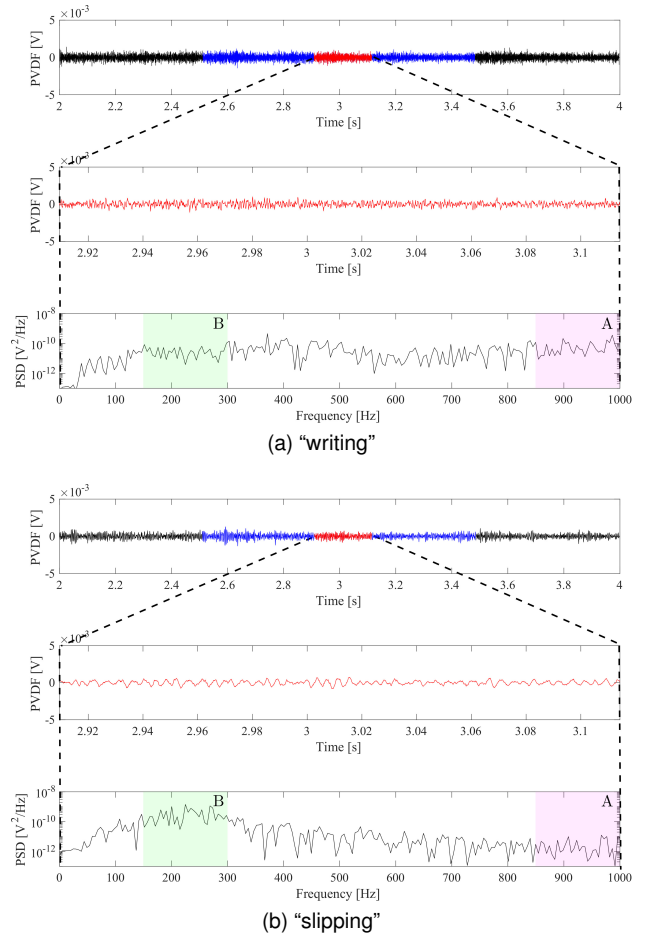 ×10⁻³
5
0
-5
PVDF [V]
2 2.2 2.4 2.6 2.8 3 3.2 3.4 3.6 3.8 4
Time [s]
×10⁻³
5
0
-5
PVDF [V]
2.92 2.94 2.96 2.98 3 3.02 3.04 3.06 3.08 3.1
Time [s]
10⁻⁸
10⁻¹⁰
10⁻¹²
PSD [V²/Hz]
B A
0 100 200 300 400 500 600 700 800 900 1000
Frequency [Hz]
(a) “writing”
×10⁻³
5
0
-5
PVDF [V]
2 2.2 2.4 2.6 2.8 3 3.2 3.4 3.6 3.8 4
Time [s]
×10⁻³
5
0
-5
PVDF [V]
2.92 2.94 2.96 2.98 3 3.02 3.04 3.06 3.08 3.1
Time [s]
10⁻⁸
10⁻¹⁰
10⁻¹²
PSD [V²/Hz]
B A
0 100 200 300 400 500 600 700 800 900 1000
Frequency [Hz]
(b) “slipping”